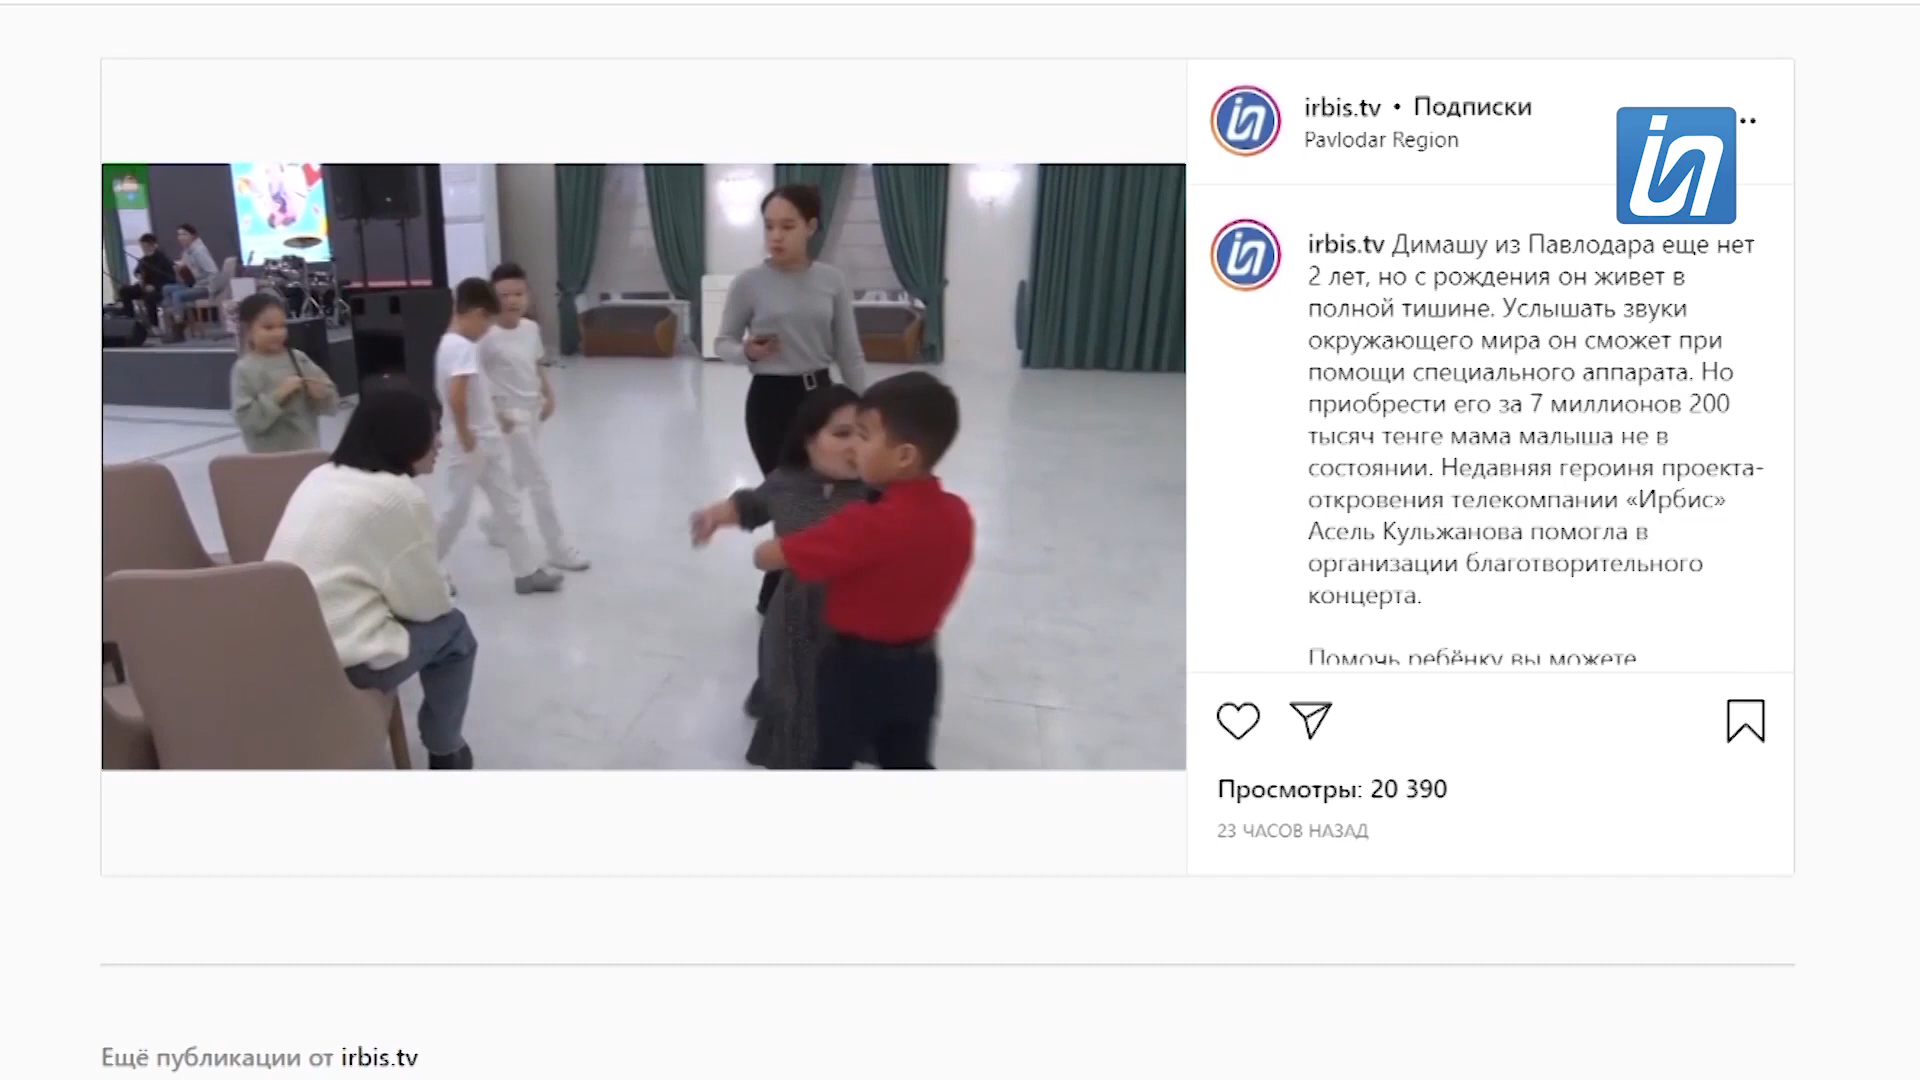 irbis.tv • Подписки
Pavlodar Region
irbis.tv Димашу из Павлодара еще нет
2 лет, но с рождения он живет в
полной тишине. Услышать звуки
окружающего мира он сможет при
помощи специального аппарата. Но
приобрести его за 7 миллионов 200
тысяч тенге мама малыша не в
состоянии. Недавняя героиня проекта-
откровения телекомпании «Ирбис»
Асель Кульжанова помогла в
организации благотворительного
концерта.
Помочь ребёнку вы можете
Просмотры: 20 390
23 ЧАСОВ НАЗАД
Ещё публикации от irbis.tv